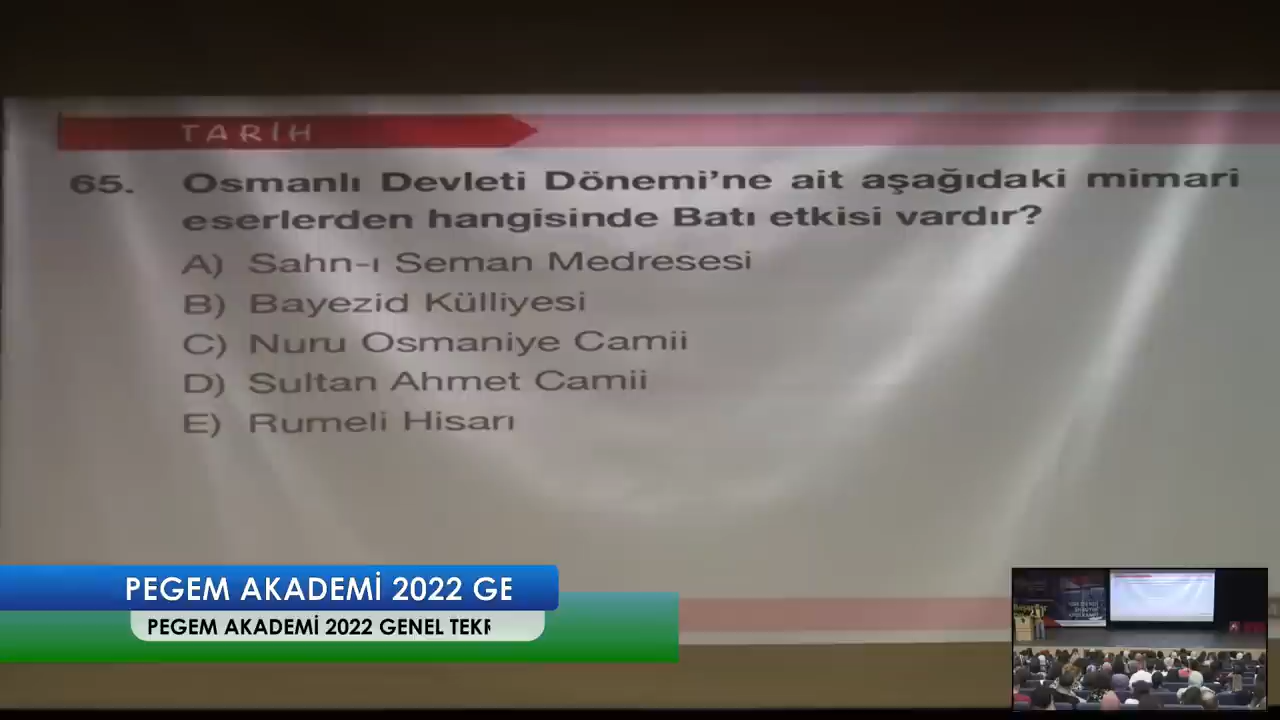 TARİH
65. Osmanlı Devleti Dönemi'ne ait aşağıdaki mimari
eserlerden hangisinde Batı etkisi vardır?
A) Sahn-ı Seman Medresesi
B) Bayezid Külliyesi
C) Nuru Osmaniye Camii
D) Sultan Ahmet Camii
E) Rumeli Hisarı
PEGEM AKADEMİ 2022 GE
PEGEM AKADEMİ 2022 GENEL TEKR